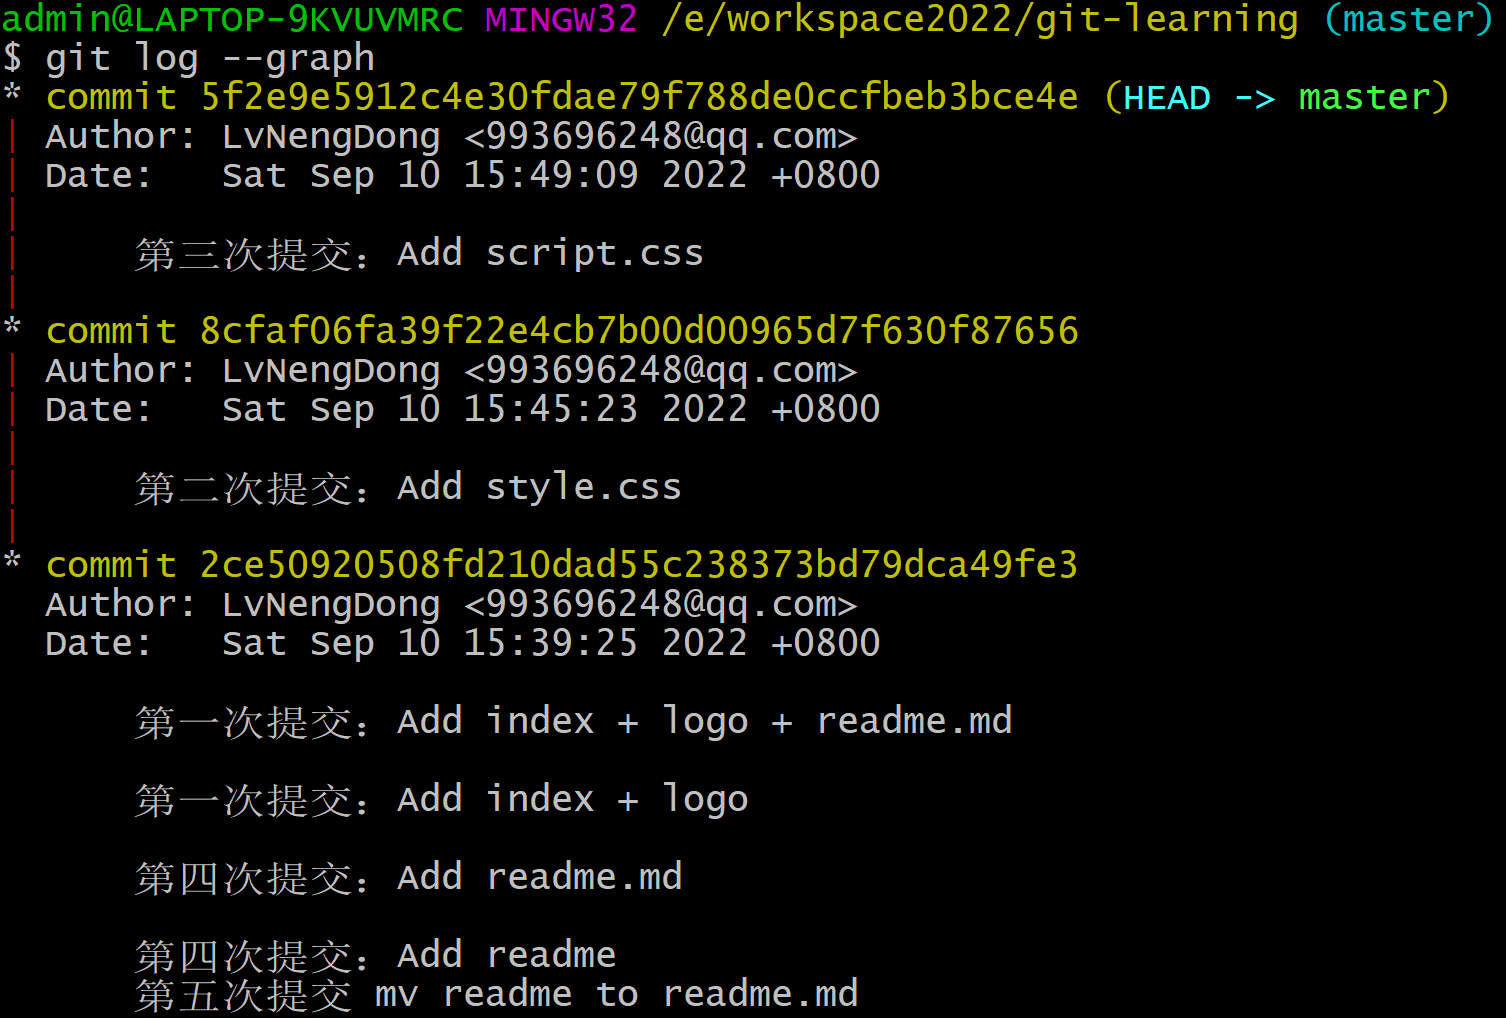 admin@LAPTOP-9KVUVMRC MINGW32 /e/workspace2022/git-learning (master)
$ git log --graph
* commit 5f2e9e5912c4e30fdae79f788de0ccfbeb3bce4e (HEAD -> master)
| Author: LvNengDong <993696248@qq.com>
| Date:   Sat Sep 10 15:49:09 2022 +0800
|
|     第三次提交：Add script.css
|
* commit 8cfaf06fa39f22e4cb7b00d00965d7f630f87656
| Author: LvNengDong <993696248@qq.com>
| Date:   Sat Sep 10 15:45:23 2022 +0800
|
|     第二次提交：Add style.css
|
* commit 2ce50920508fd210dad55c238373bd79dca49fe3
  Author: LvNengDong <993696248@qq.com>
  Date:   Sat Sep 10 15:39:25 2022 +0800
      第一次提交：Add index + logo + readme.md
      第一次提交：Add index + logo
      第四次提交：Add readme.md
      第四次提交：Add readme
      第五次提交 mv readme to readme.md